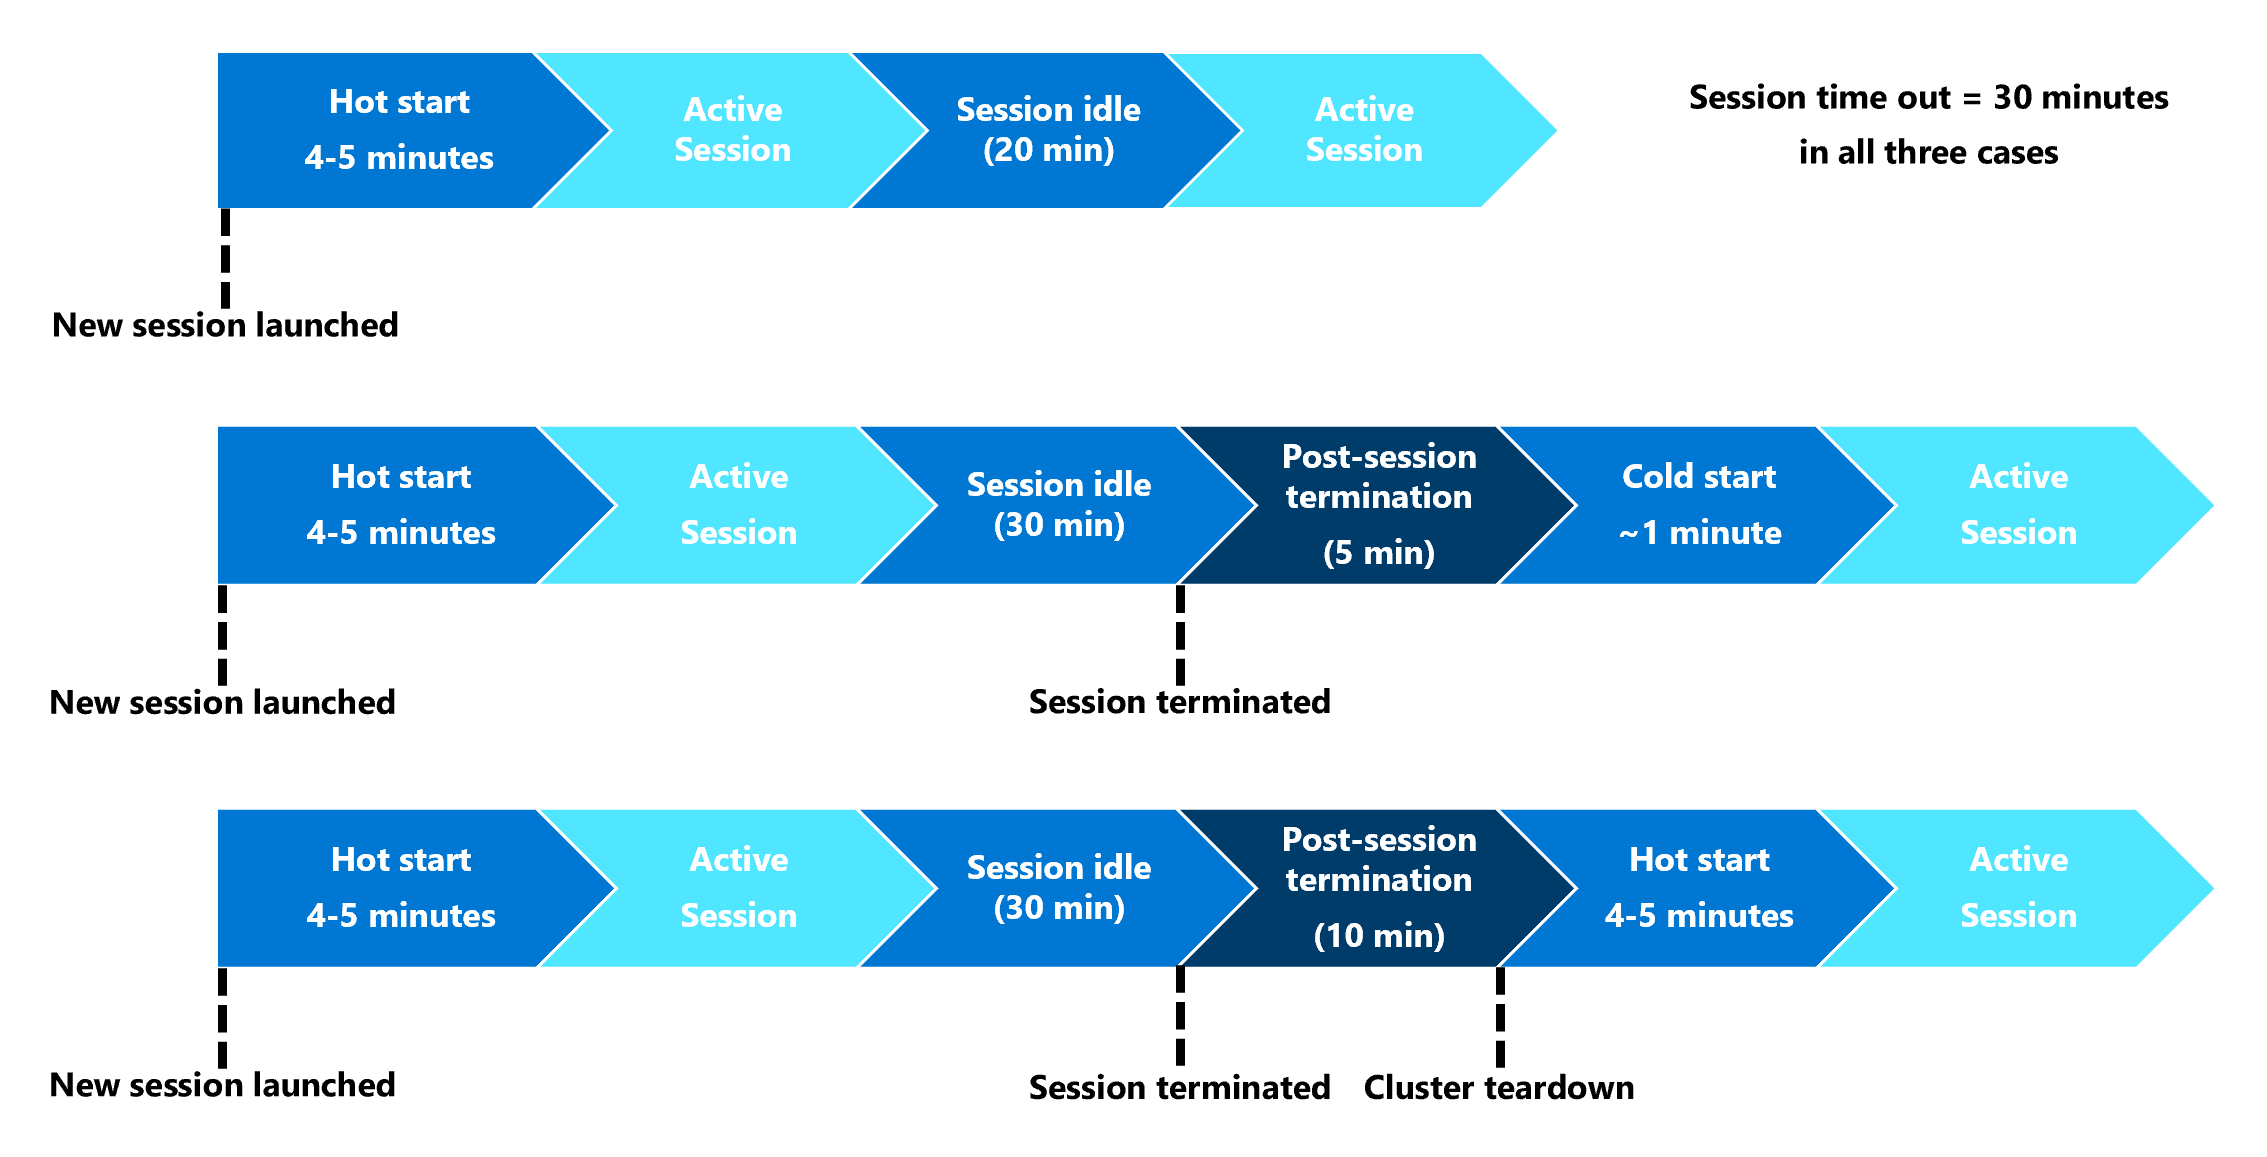 Hot start
4-5 minutes
Active
Session
Session idle
(20 min)
Active
Session
Session time out = 30 minutes
in all three cases
New session launched
Hot start
4-5 minutes
Active
Session
Session idle
(30 min)
Post-session
termination
(5 min)
Cold start
~1 minute
Active
Session
New session launched
Session terminated
Hot start
4-5 minutes
Active
Session
Session idle
(30 min)
Post-session
termination
(10 min)
Hot start
4-5 minutes
Active
Session
New session launched
Session terminated
Cluster teardown